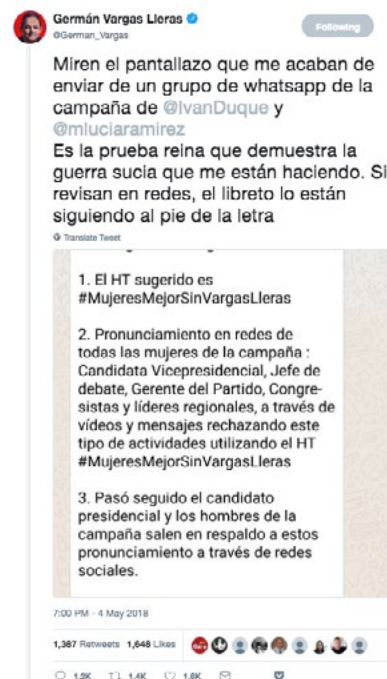 Germán Vargas Lleras
@German_Vargas
Following
Miren el pantallazo que me acaban de
enviar de un grupo de whatsapp de la
campaña de @IvanDuque y
@mluciaramirez
Es la prueba reina que demuestra la
guerra sucia que me están haciendo. Si
revisan en redes, el libreto lo están
siguiendo al pie de la letra
Translate Tweet
1. El HT sugerido es
#MujeresMejorSinVargasLleras
2. Pronunciamiento en redes de
todas las mujeres de la campaña :
Candidata Vicepresidencial, Jefe de
debate, Gerente del Partido, Congre-
sistas y líderes regionales, a través de
vídeos y mensajes rechazando este
tipo de actividades utilizando el HT
#MujeresMejorSinVargasLleras
3. Pasó seguido el candidato
presidencial y los hombres de la
campaña salen en respaldo a estos
pronunciamiento a través de redes
sociales.
7:00 PM - 4 May 2018
1,387 Retweets 1,648 Likes
1.4K